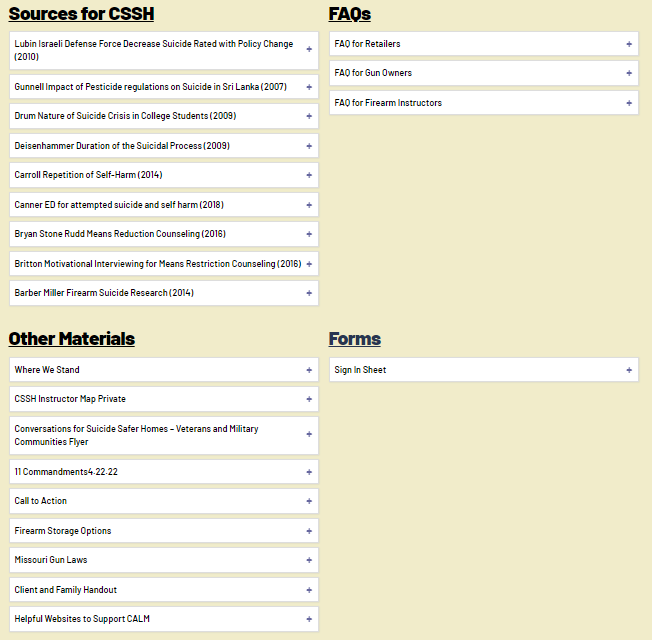 Sources for CSSH
Lubin Israeli Defense Force Decrease Suicide Rated with Policy Change
(2010)
Gunnell Impact of Pesticide regulations on Suicide in Sri Lanka (2007)
Drum Nature of Suicide Crisis in College Students (2009)
Deisenhammer Duration of the Suicidal Process (2009)
Carroll Repetition of Self-Harm (2014)
Canner ED for attempted suicide and self harm (2018)
Bryan Stone Rudd Means Reduction Counseling (2016)
Britton Motivational Interviewing for Means Restriction Counseling (2016)
Barber Miller Firearm Suicide Research (2014)
FAQs
FAQ for Retailers
FAQ for Gun Owners
FAQ for Firearm Instructors
Other Materials
Where We Stand
CSSH Instructor Map Private
Conversations for Suicide Safer Homes – Veterans and Military
Communities Flyer
11 Commandments4.22.22
Call to Action
Firearm Storage Options
Missouri Gun Laws
Client and Family Handout
Helpful Websites to Support CALM
Forms
Sign In Sheet